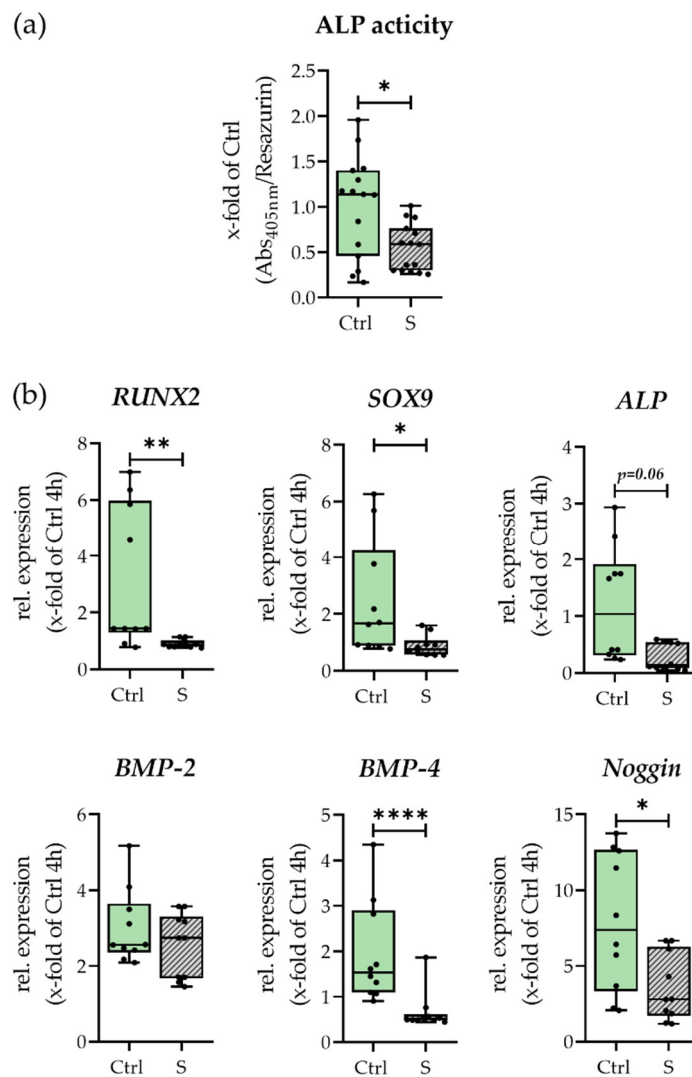 (a)
ALP acticity
x-fold of Ctrl
(Abs405nm/Resazurin)
2.5
2.0
1.5
1.0
0.5
0.0
*
Ctrl
S
(b)
RUNX2
rel. expression
(x-fold of Ctrl 4h)
8
6
4
2
0
**
Ctrl
S
SOX9
rel. expression
(x-fold of Ctrl 4h)
8
6
4
2
0
*
Ctrl
S
ALP
rel. expression
(x-fold of Ctrl 4h)
4
3
2
1
0
p=0.06
Ctrl
S
BMP-2
rel. expression
(x-fold of Ctrl 4h)
6
4
2
0
Ctrl
S
BMP-4
rel. expression
(x-fold of Ctrl 4h)
5
4
3
2
1
0
****
Ctrl
S
Noggin
rel. expression
(x-fold of Ctrl 4h)
15
10
5
0
*
Ctrl
S